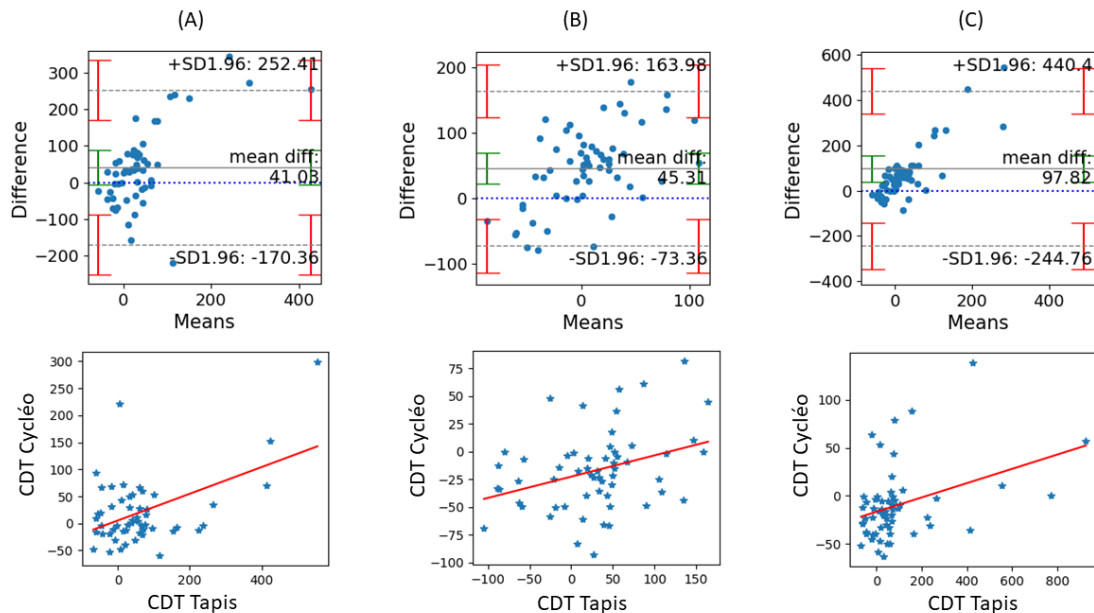 (A) (B) (C)
300
200
100
0
−100
−200
Difference
+SD1.96: 252.41
mean diff:
41.03
-SD1.96: -170.36
0 200 400
Means
200
100
0
−100
Difference
+SD1.96: 163.98
mean diff:
45.31
-SD1.96: -73.36
0 100
Means
600
400
200
0
−200
−400
Difference
+SD1.96: 440.4
mean diff:
97.82
-SD1.96: -244.76
0 200 400
Means
300
250
200
150
100
50
0
−50
CDT Cycléo
0 200 400
CDT Tapis
75
50
25
0
−25
−50
−75
−100
CDT Cycléo
−100 −50 0 50 100 150
CDT Tapis
100
50
0
−50
CDT Cycléo
0 200 400 600 800
CDT Tapis